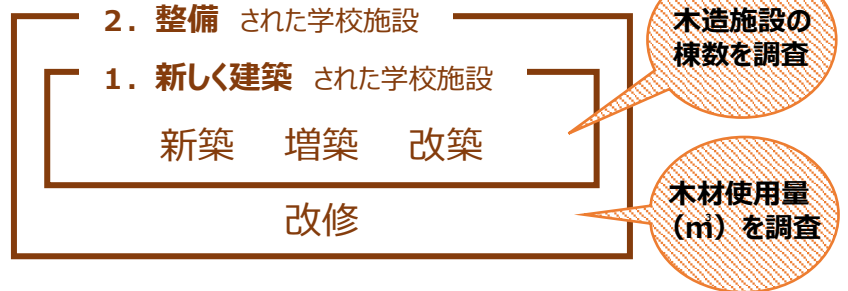 2．整備 された学校施設
1．新しく建築 された学校施設
新築 増築 改築
改修
木造施設の
棟数を調査
木材使用量
（㎥）を調査